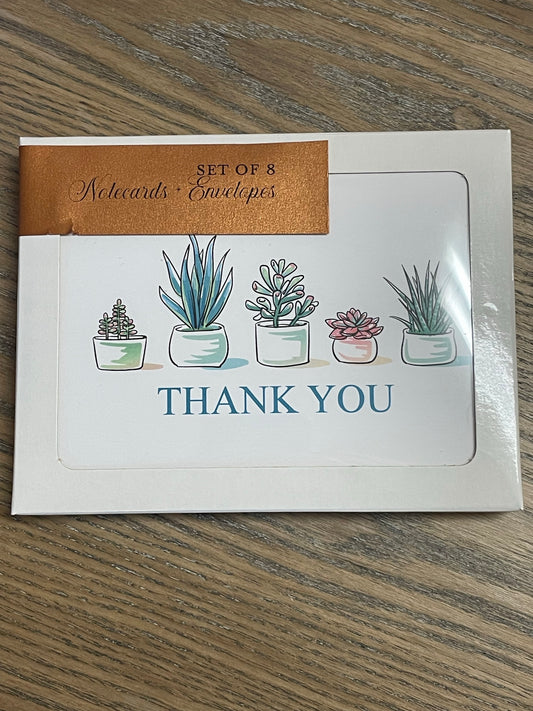 SET OF 8
Notecards + Envelopes
THANK YOU